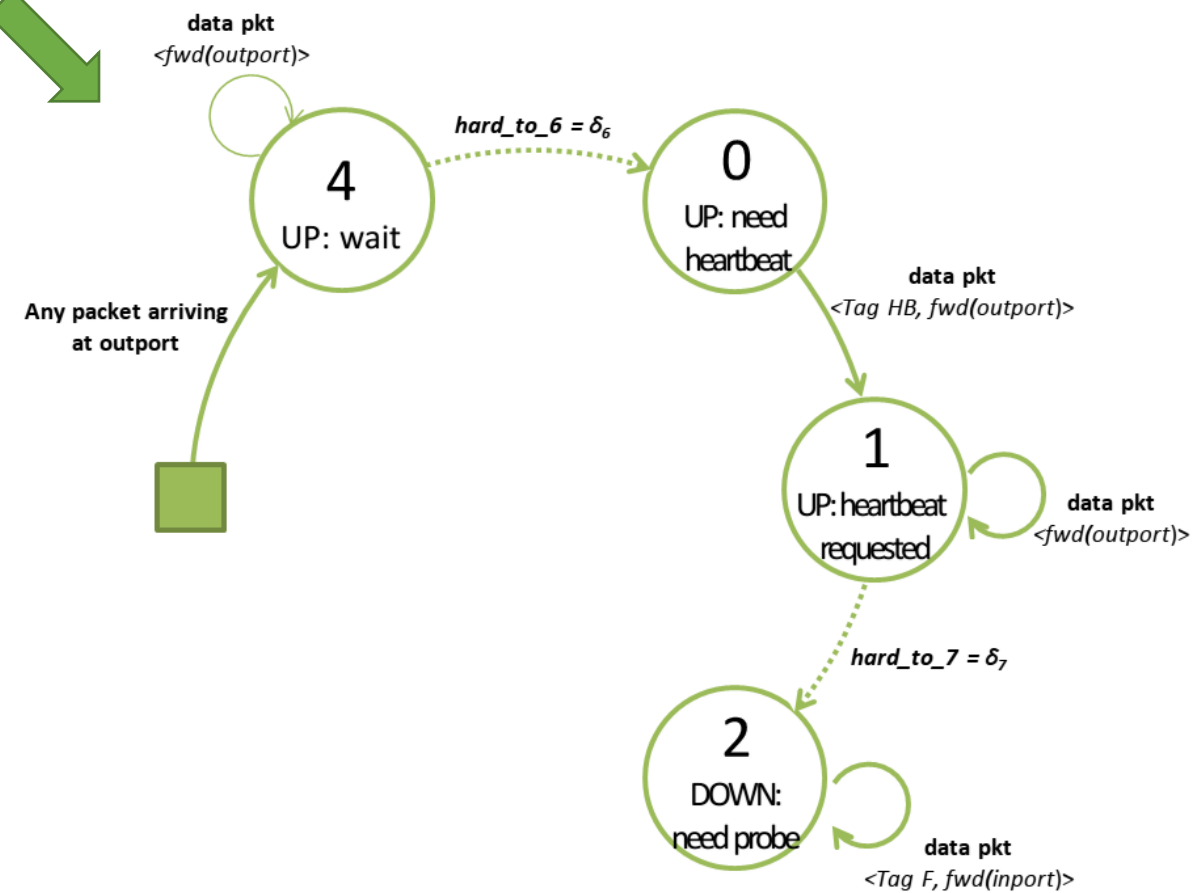 data pkt
<fwd(outport)>
hard_to_6 = δ6
4
UP: wait
0
UP: need
heartbeat
data pkt
<Tag HB, fwd(outport)>
Any packet arriving
at outport
1
UP: heartbeat
requested
data pkt
<fwd(outport)>
hard_to_7 = δ7
2
DOWN:
need probe
data pkt
<Tag F, fwd(inport)>